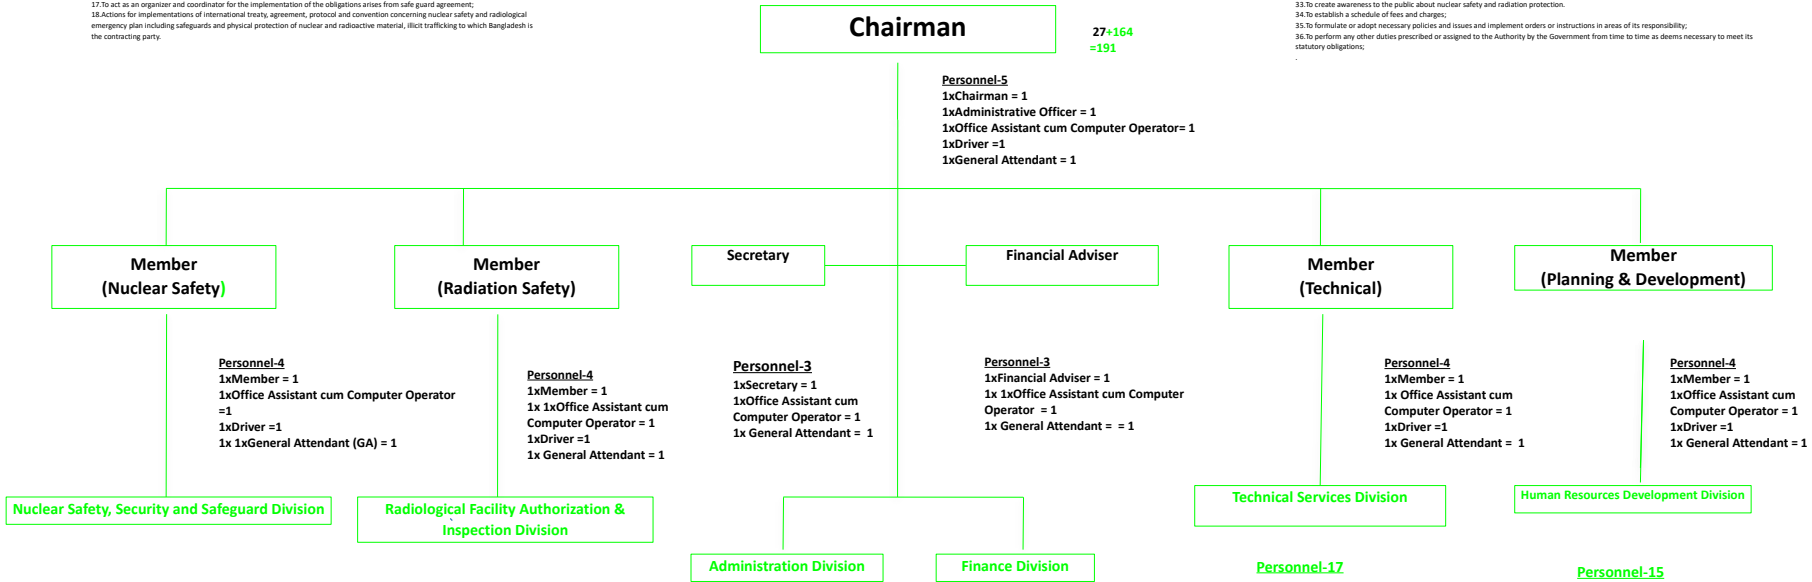 17.To act as an organizer and coordinator for the implementation of the obligations arises from safe guard agreement;
18.Actions for implementations of international treaty, agreement, protocol and convention concerning nuclear safety and radiological
emergency plan including safeguards and physical protection of nuclear and radioactive material, illicit trafficking to which Bangladesh is
the contracting party.
33.To create awareness to the public about nuclear safety and radiation protection.
34.To establish a schedule of fees and charges;
35.To formulate or adopt necessary policies and issues and implement orders or instructions in areas of its responsibility;
36.To perform any other duties prescribed or assigned to the Authority by the Government from time to time as deems necessary to meet its
statutory obligations;
.
Chairman
27+164
=191
Personnel-5
1xChairman = 1
1xAdministrative Officer = 1
1xOffice Assistant cum Computer Operator= 1
1xDriver =1
1xGeneral Attendant = 1
Member
(Nuclear Safety)
Member
(Radiation Safety)
Secretary
Financial Adviser
Member
(Technical)
Member
(Planning & Development)
Personnel-4
1xMember = 1
1xOffice Assistant cum Computer Operator
=1
1xDriver =1
1x 1xGeneral Attendant (GA) = 1
Personnel-4
1xMember = 1
1x 1xOffice Assistant cum
Computer Operator = 1
1xDriver =1
1x General Attendant = 1
Personnel-3
1xSecretary = 1
1xOffice Assistant cum
Computer Operator = 1
1x General Attendant =  1
Personnel-3
1xFinancial Adviser = 1
1x 1xOffice Assistant cum Computer
Operator  = 1
1x General Attendant =  = 1
Personnel-4
1xMember = 1
1x Office Assistant cum
Computer Operator = 1
1xDriver =1
1x General Attendant =  1
Personnel-4
1xMember = 1
1xOffice Assistant cum
Computer Operator = 1
1xDriver =1
1x General Attendant = 1
Nuclear Safety, Security and Safeguard Division
Radiological Facility Authorization &
` Inspection Division
Technical Services Division
Human Resources Development Division
Administration Division
Finance Division
Personnel-17
Personnel-15